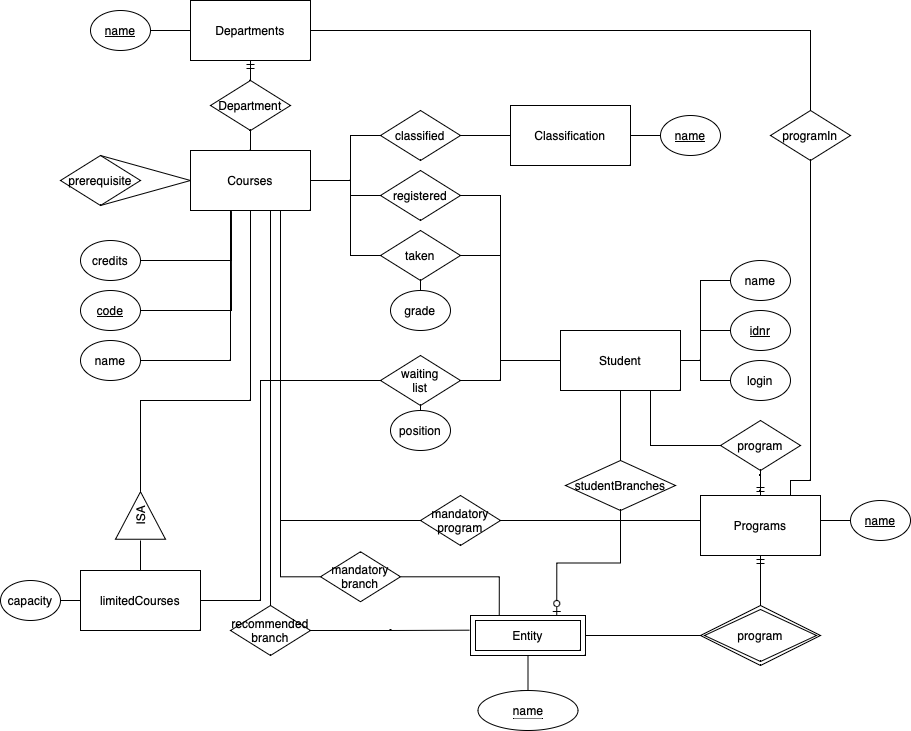 name
Departments
Department
classified
Classification
name
programIn
prerequisite
Courses
registered
credits
taken
name
code
grade
idnr
name
Student
waiting
list
login
position
program
studentBranches
ISA
mandatory
program
Programs
name
mandatory
branch
capacity
limitedCourses
recommended
branch
Entity
program
name